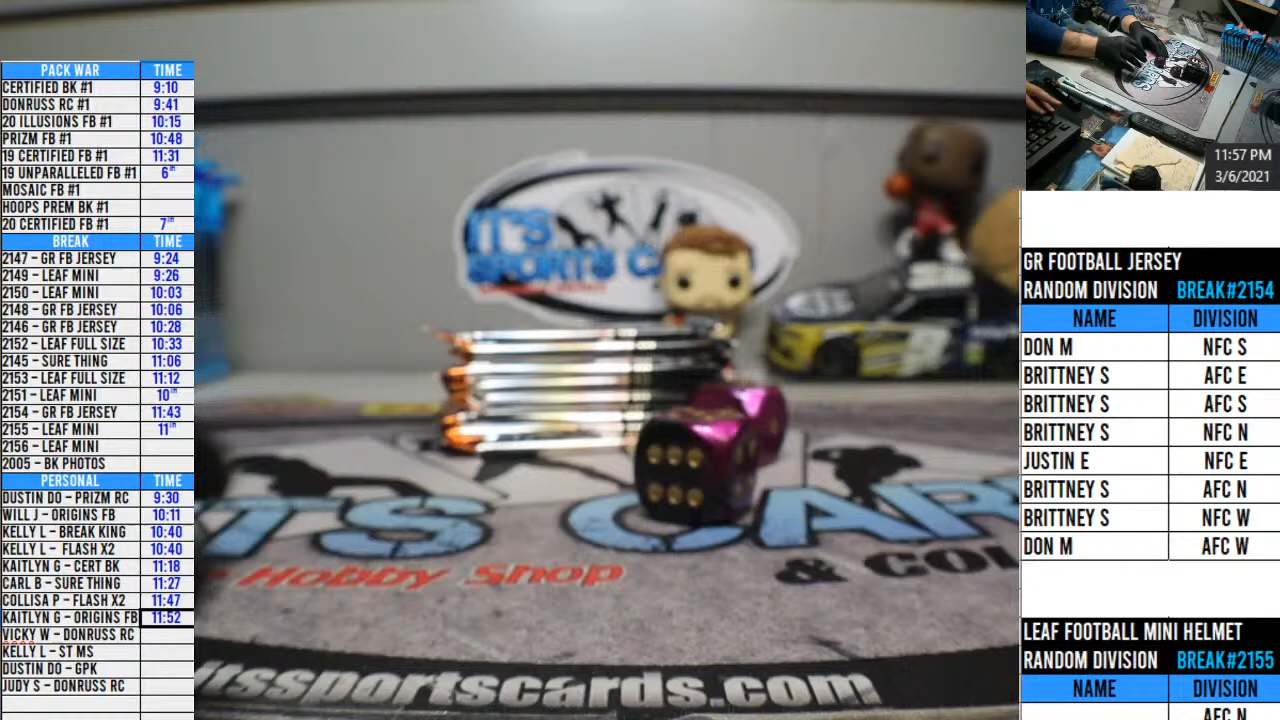 PACK WAR TIME
CERTIFIED BK #1 9:10
DONRUSS RC #1 9:41
20 ILLUSIONS FB #1 10:15
PRIZM FB #1 10:48
19 CERTIFIED FB #1 11:31
19 UNPARALLELED FB #1 6TH
MOSAIC FB #1
HOOPS PREM BK #1
20 CERTIFIED FB #1 7TH
BREAK TIME
2147 – GR FB JERSEY 9:24
2149 – LEAF MINI 9:26
2150 – LEAF MINI 10:03
2148 – GR FB JERSEY 10:06
2146 – GR FB JERSEY 10:28
2152 – LEAF FULL SIZE 10:33
2145 – SURE THING 11:06
2153 – LEAF FULL SIZE 11:12
2151 – LEAF MINI 10TH
2154 – GR FB JERSEY 11:43
2155 – LEAF MINI 11TH
2156 – LEAF MINI
2005 – BK PHOTOS
PERSONAL TIME
DUSTIN DO – PRIZM RC 9:30
WILL J – ORIGINS FB 10:11
KELLY L – BREAK KING 10:40
KELLY L – FLASH X2 10:40
KAITLYN G – CERT BK 11:18
CARL B – SURE THING 11:27
COLLISA P – FLASH X2 11:47
KAITLYN G – ORIGINS FB 11:52
VICKY W – DONRUSS RC
KELLY L – ST MS
DUSTIN DO – GPK
JUDY S – DONRUSS RC
IT'S
SPORTS CA
TS CAR
Hobby Shop
& CO
itssportscards.com
11:57 PM
3/6/2021
GR FOOTBALL JERSEY
RANDOM DIVISION BREAK#2154
NAME DIVISION
DON M NFC S
BRITTNEY S AFC E
BRITTNEY S AFC S
BRITTNEY S NFC N
JUSTIN E NFC E
BRITTNEY S AFC N
BRITTNEY S NFC W
DON M AFC W
LEAF FOOTBALL MINI HELMET
RANDOM DIVISION BREAK#2155
NAME DIVISION
AFC N